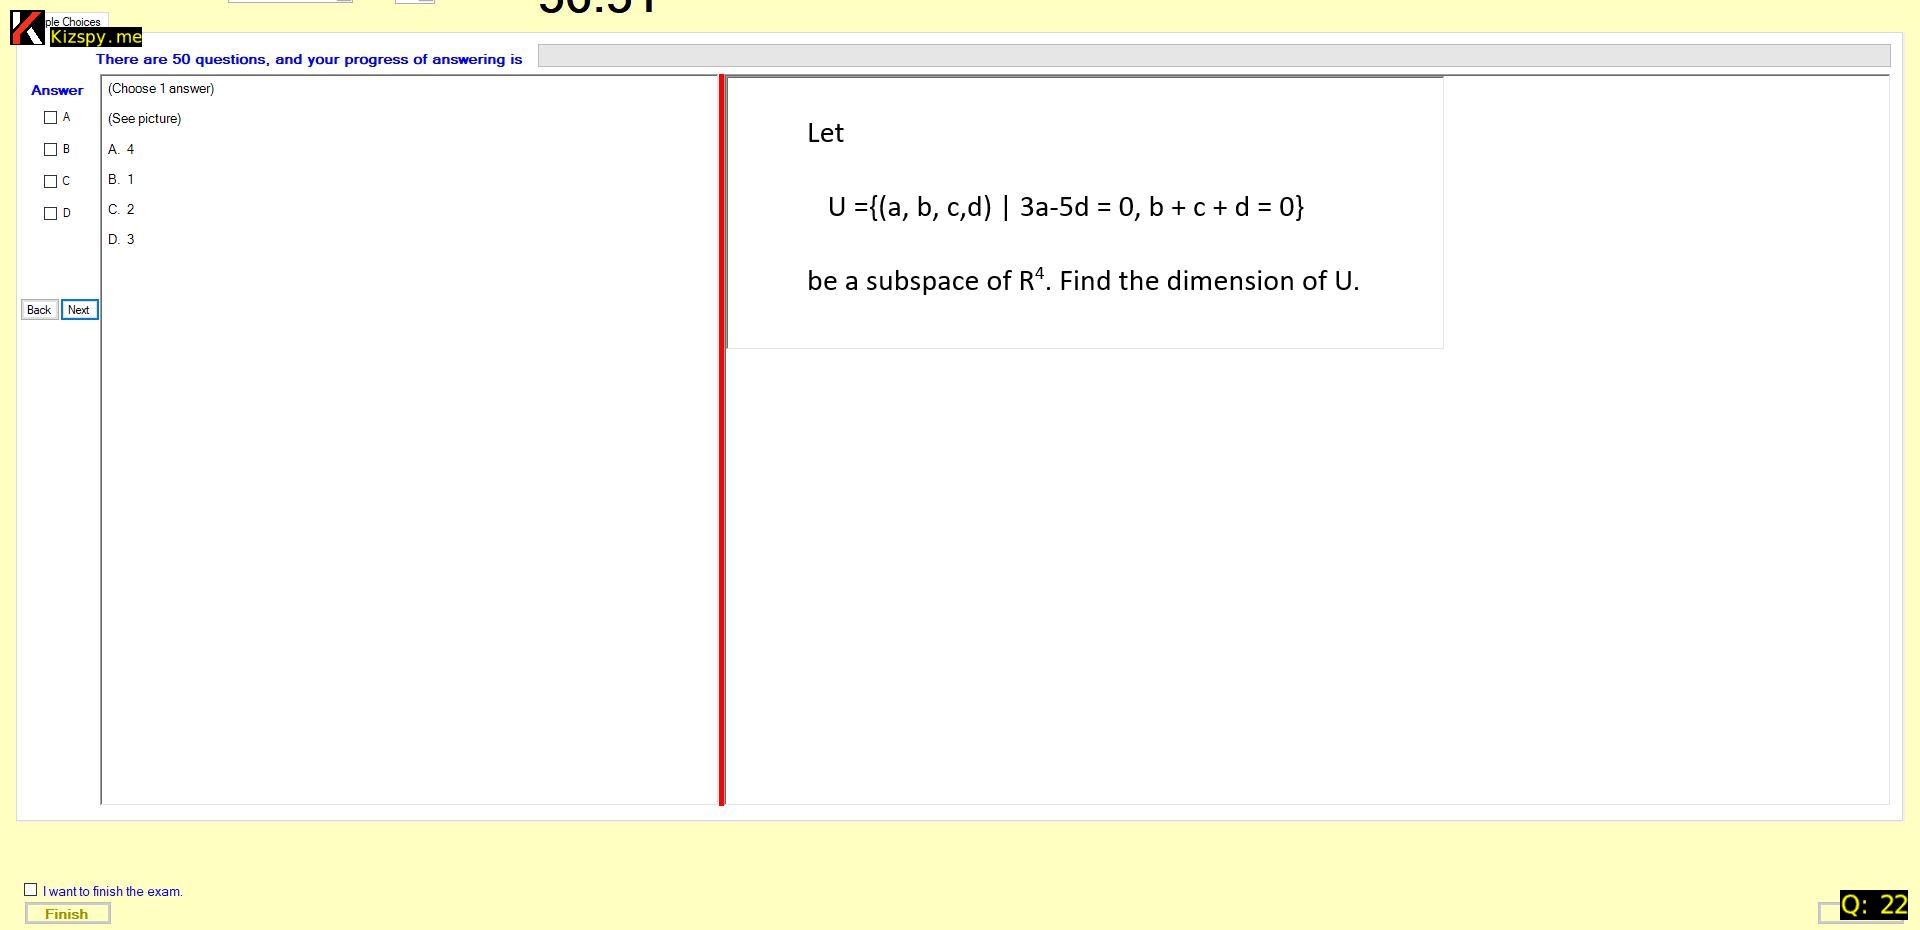 ple Choices
Kizspy.me
There are 50 questions, and your progress of answering is
Answer
A
B
C
D
Back
Next
(Choose 1 answer)
(See picture)
A. 4
B. 1
C. 2
D. 3
Let
U ={(a, b, c,d) | 3a-5d = 0, b + c + d = 0}
be a subspace of R⁴. Find the dimension of U.
I want to finish the exam.
Finish
Q: 22